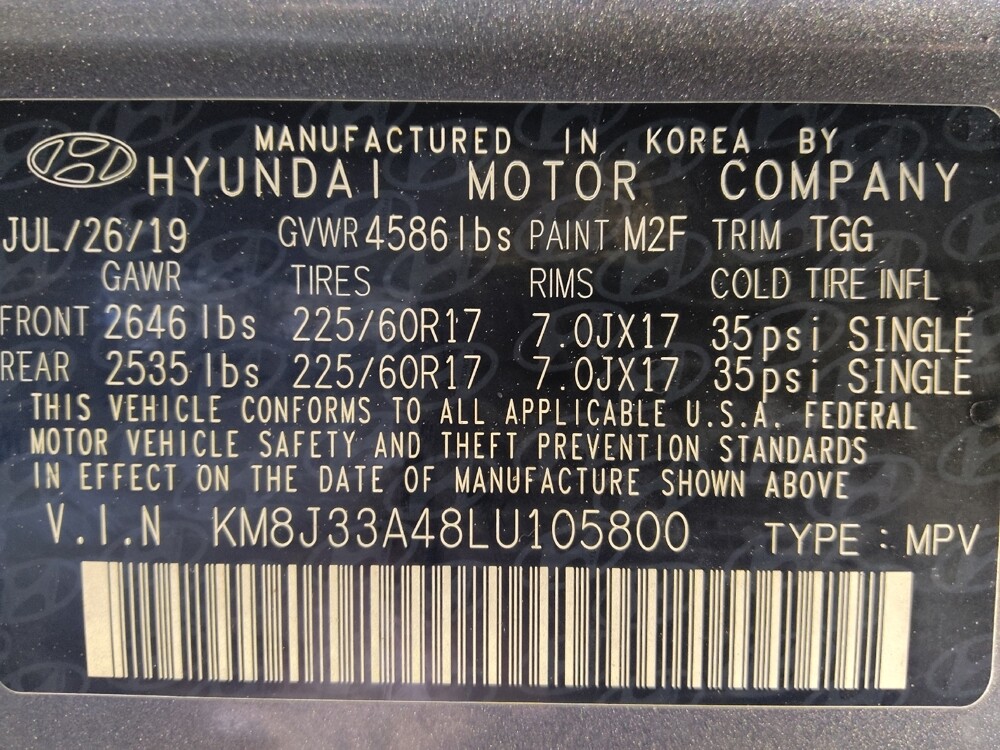 MANUFACTURED IN KOREA BY
HYUNDAI MOTOR COMPANY
JUL/26/19 GVWR 4586 lbs PAINT M2F TRIM TGG
GAWR TIRES RIMS COLD TIRE INFL
FRONT 2646 lbs 225/60R17 7.0JX17 35psi SINGLE
REAR 2535 lbs 225/60R17 7.0JX17 35psi SINGLE
THIS VEHICLE CONFORMS TO ALL APPLICABLE U.S.A. FEDERAL
MOTOR VEHICLE SAFETY AND THEFT PREVENTION STANDARDS
IN EFFECT ON THE DATE OF MANUFACTURE SHOWN ABOVE
V.I.N KM8J33A48LU105800 TYPE : MPV